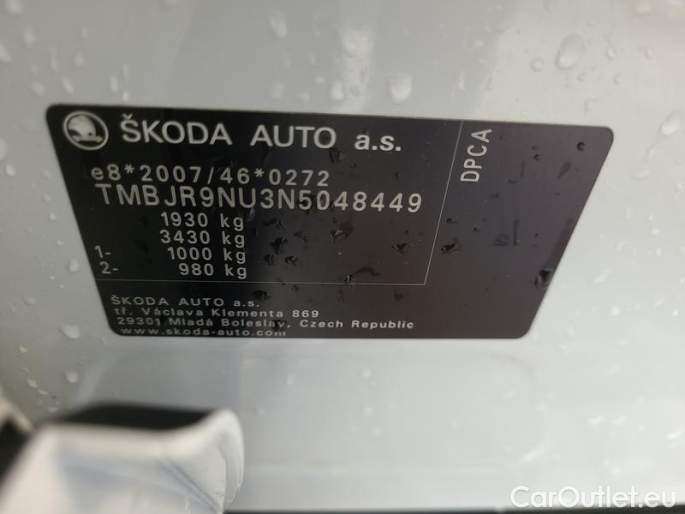 ŠKODA AUTO a.s.
e8*2007/46*0272
TMBJR9NU3N5048449
1930 kg
3430 kg
1- 1000 kg
2- 980 kg
DPCA
ŠKODA AUTO a.s.
tř. Václava Klementa 869
29301 Mladá Boleslav, Czech Republic
www.skoda-auto.com
CarOutlet.eu